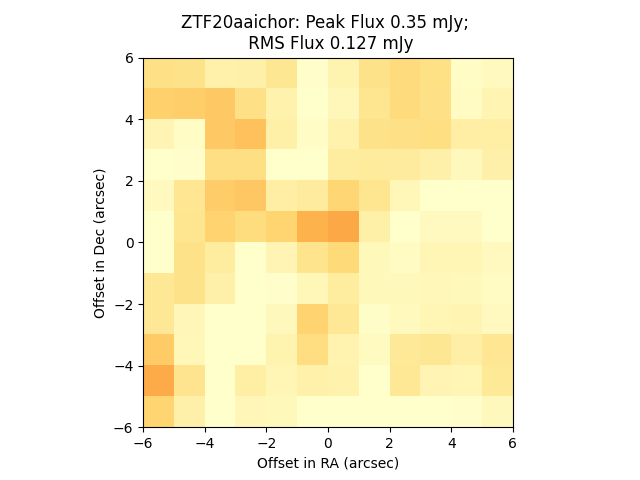 ZTF20aaichor: Peak Flux 0.35 mJy;
RMS Flux 0.127 mJy
6
4
2
0
−2
−4
−6
Offset in Dec (arcsec)
−6 −4 −2 0 2 4 6
Offset in RA (arcsec)